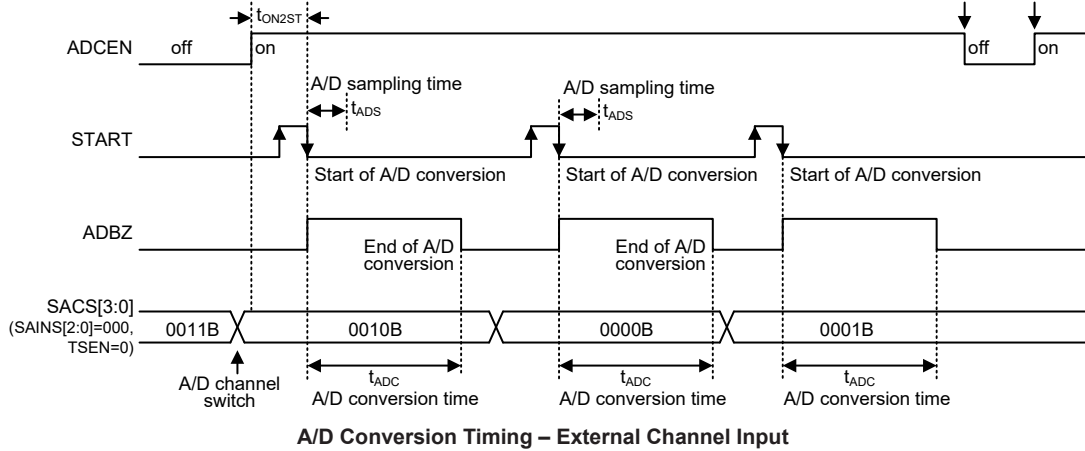 tON2ST
ADCEN off on off on
A/D sampling time A/D sampling time
tADS tADS
START
Start of A/D conversion Start of A/D conversion Start of A/D conversion
ADBZ
End of A/D conversion End of A/D conversion
SACS[3:0]
(SAINS[2:0]=000, TSEN=0)
0011B 0010B 0000B 0001B
A/D channel switch
tADC tADC tADC
A/D conversion time A/D conversion time A/D conversion time
A/D Conversion Timing – External Channel Input